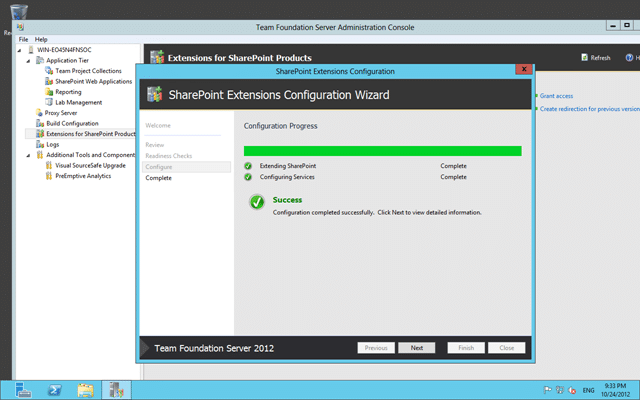 Team Foundation Server Administration Console
File Help
WIN-EO45N4FNSOC
Application Tier
Team Project Collections
SharePoint Web Applications
Reporting
Lab Management
Proxy Server
Build Configuration
Extensions for SharePoint Product
Logs
Additional Tools and Component
Visual SourceSafe Upgrade
PreEmptive Analytics
Extensions for SharePoint Products
Refresh
Grant access
Create redirection for previous version
SharePoint Extensions Configuration
SharePoint Extensions Configuration Wizard
Welcome
Review
Readiness Checks
Configure
Complete
Configuration Progress
Extending SharePoint Complete
Configuring Services Complete
Success
Configuration completed successfully. Click Next to view detailed information.
Team Foundation Server 2012
Previous Next Finish Close
ENG
9:33 PM
10/24/2012